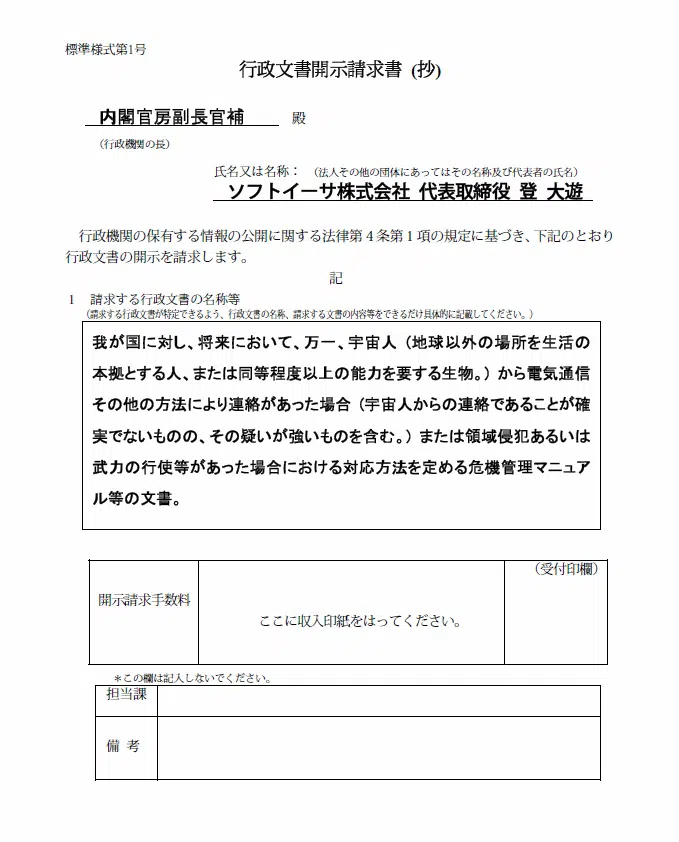 標準様式第1号
行政文書開示請求書 (抄)
内閣官房副長官補 殿
(行政機関の長)
氏名又は名称： (法人その他の団体にあってはその名称及び代表者の氏名)
ソフトイーサ株式会社 代表取締役 登 大遊
行政機関の保有する情報の公開に関する法律第４条第１項の規定に基づき、下記のとおり
行政文書の開示を請求します。
記
1 請求する行政文書の名称等
(請求する行政文書が特定できるよう、行政文書の名称、請求する文書の内容等をできるだけ具体的に記載してください。)
我が国に対し、将来において、万一、宇宙人（地球以外の場所を生活の
本拠とする人、または同等程度以上の能力を要する生物。）から電気通信
その他の方法により連絡があった場合（宇宙人からの連絡であることが確
実でないものの、その疑いが強いものを含む。）または領域侵犯あるいは
武力の行使等があった場合における対応方法を定める危機管理マニュア
ル等の文書。
開示請求手数料
ここに収入印紙をはってください。
（受付印欄）
＊この欄は記入しないでください。
担当課
備 考